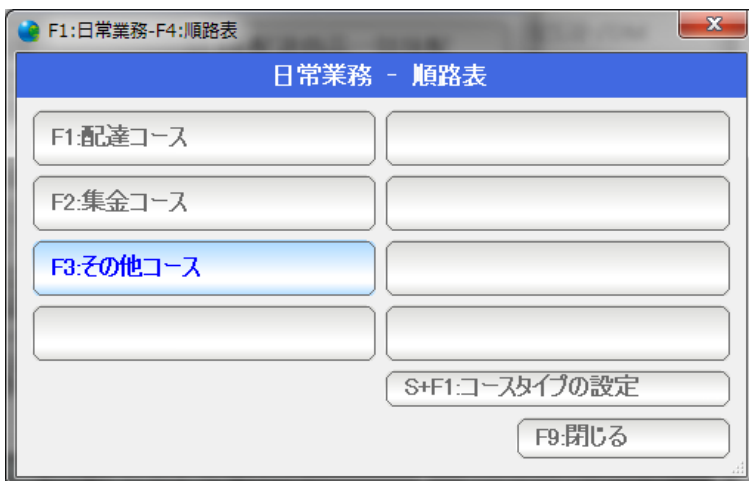 F1:日常業務-F4:順路表
日常業務 - 順路表
F1:配達コース
F2:集金コース
F3:その他コース
S+F1:コースタイプの設定
F9:閉じる